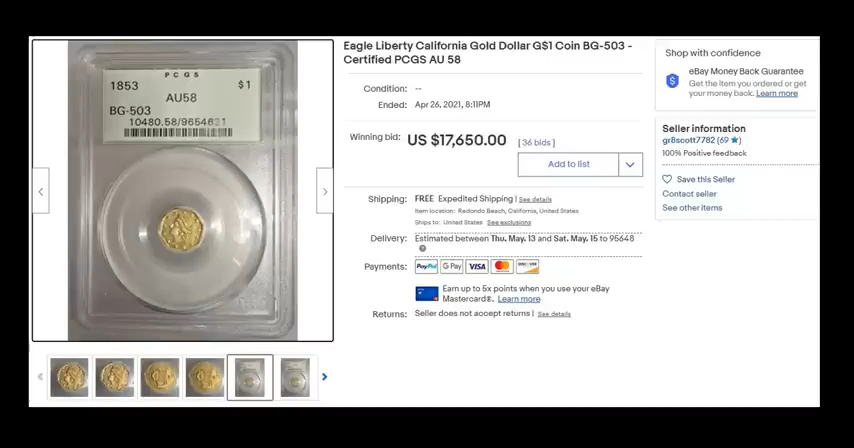 Eagle Liberty California Gold Dollar G$1 Coin BG-503 -
Certified PCGS AU 58
PCGS
1853 $1
AU58
BG-503
10480.58/9654621
Condition: --
Ended: Apr 26, 2021, 8:11PM
Winning bid: US $17,650.00 [ 36 bids ]
Add to list
Shipping: FREE Expedited Shipping | See details
Item location: Redondo Beach, California, United States
Ships to: United States See exclusions
Delivery: Estimated between Thu. May. 13 and Sat. May. 15 to 95648
Payments: PayPal G Pay VISA MasterCard DISCOVER
Earn up to 5x points when you use your eBay
Mastercard®. Learn more
Returns: Seller does not accept returns | See details
Shop with confidence
eBay Money Back Guarantee
Get the item you ordered or get
your money back. Learn more
Seller information
gr8scott7782 (69 ★)
100% Positive feedback
Save this Seller
Contact seller
See other items